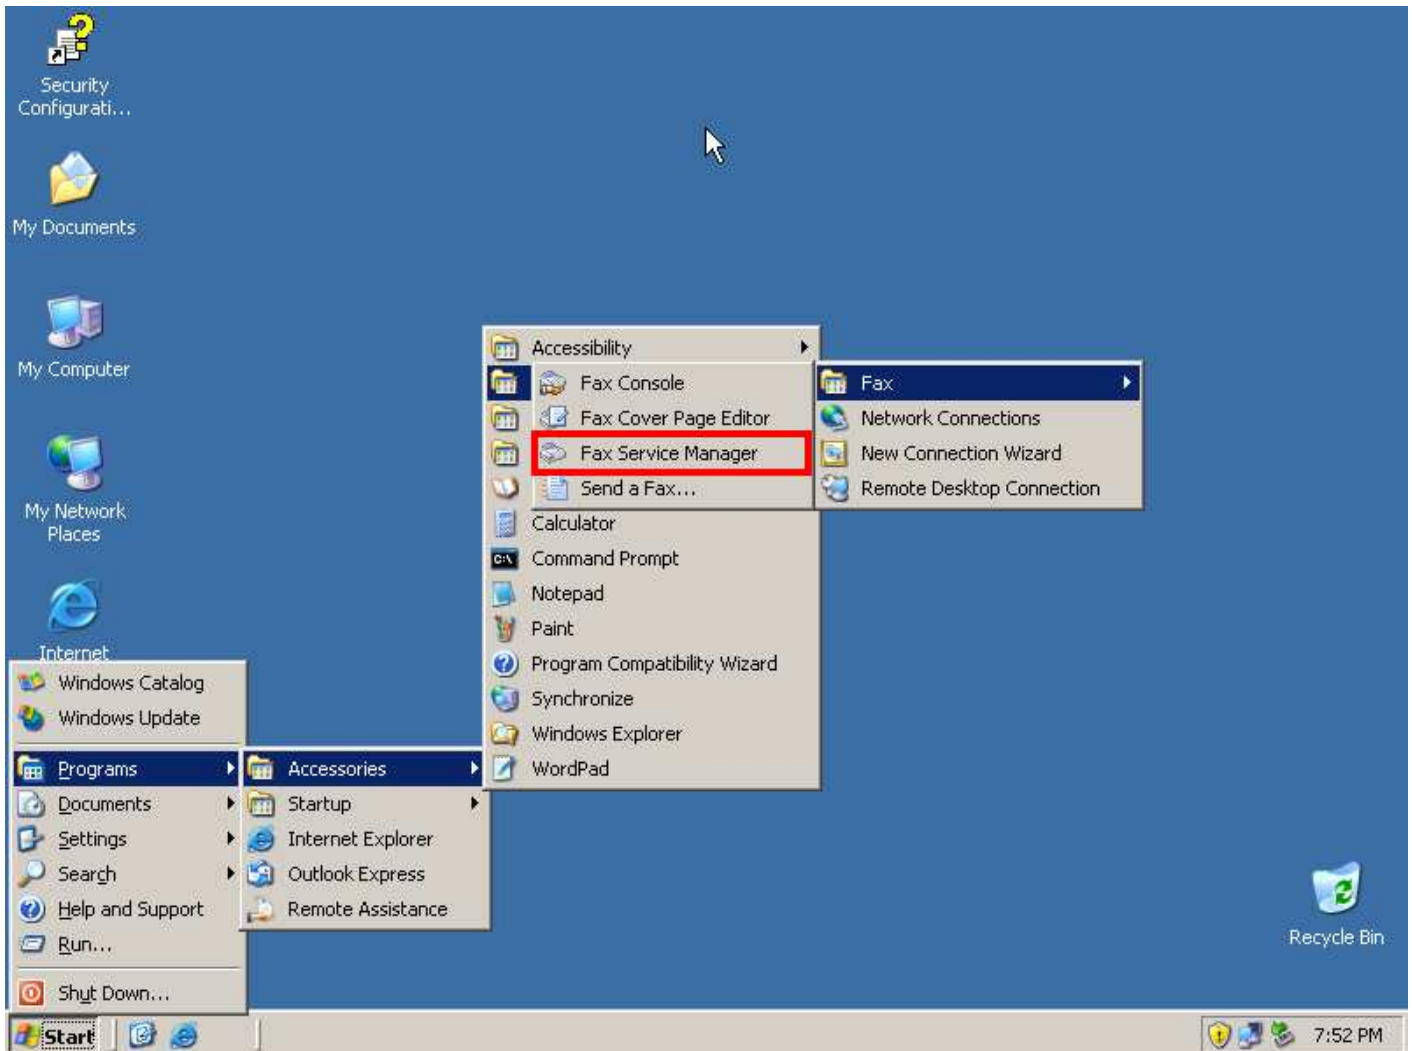 Security
Configurati...
My Documents
My Computer
My Network
Places
Internet
Windows Catalog
Windows Update
Programs
Documents
Settings
Search
Help and Support
Run...
Shut Down...
Accessories
Startup
Internet Explorer
Outlook Express
Remote Assistance
Accessibility
Calculator
Command Prompt
Notepad
Paint
Program Compatibility Wizard
Synchronize
Windows Explorer
WordPad
Fax
Network Connections
New Connection Wizard
Remote Desktop Connection
Fax Console
Fax Cover Page Editor
Fax Service Manager
Send a Fax...
Recycle Bin
Start
7:52 PM